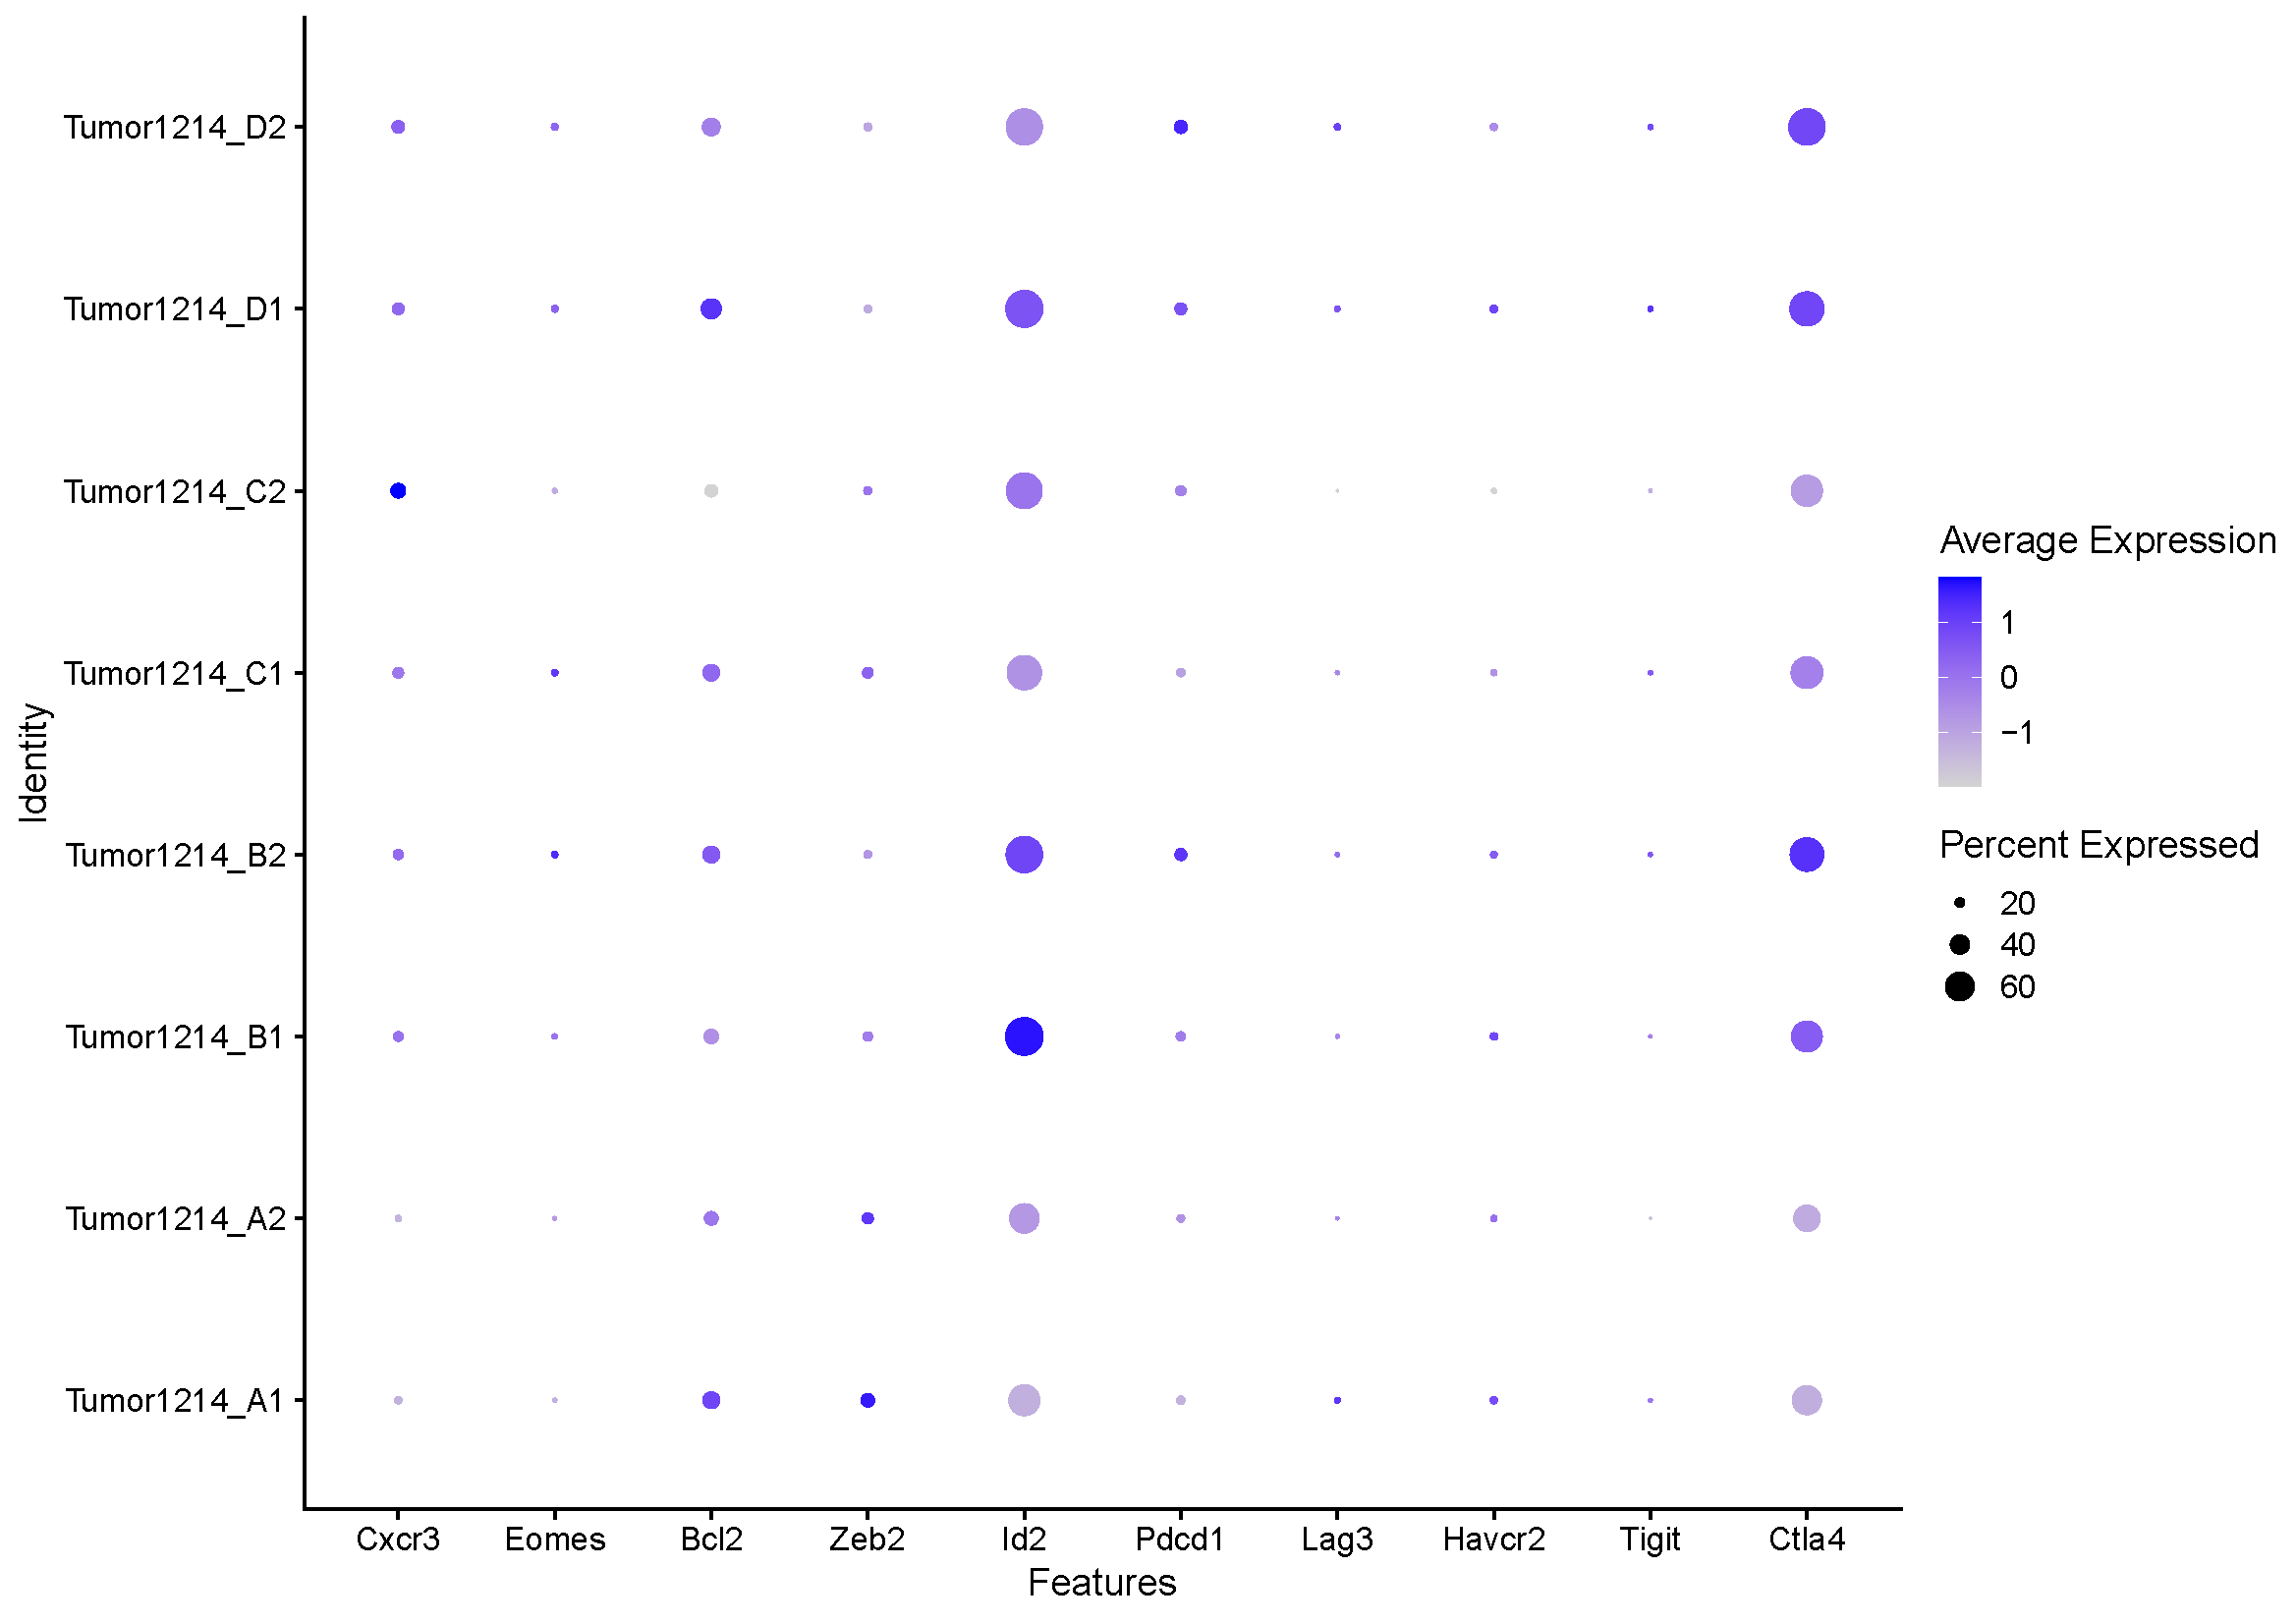 Tumor1214_D2
Tumor1214_D1
Tumor1214_C2
Tumor1214_C1
Tumor1214_B2
Tumor1214_B1
Tumor1214_A2
Tumor1214_A1
Identity
Cxcr3 Eomes Bcl2 Zeb2 Id2 Pdcd1 Lag3 Havcr2 Tigit Ctla4
Features
Average Expression
1
0
−1
Percent Expressed
20
40
60